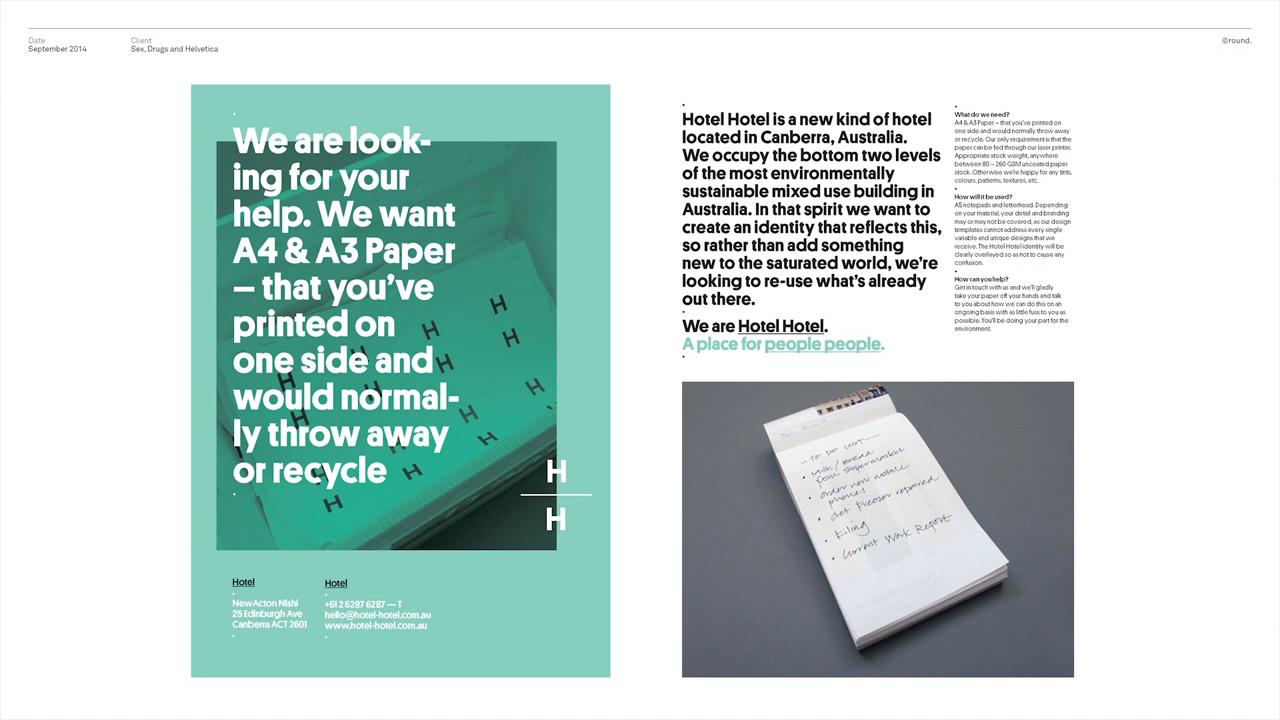 Date
September 2014
Client
Sex, Drugs and Helvetica
©round.
We are look-
ing for your
help. We want
A4 & A3 Paper
– that you've
printed on
one side and
would normal-
ly throw away
or recycle
H
H
Hotel
NewActon Nishi
25 Edinburgh Ave
Canberra ACT 2601
Hotel
+61 2 6287 6287 — T
hello@hotel-hotel.com.au
www.hotel-hotel.com.au
Hotel Hotel is a new kind of hotel
located in Canberra, Australia.
We occupy the bottom two levels
of the most environmentally
sustainable mixed use building in
Australia. In that spirit we want to
create an identity that reflects this,
so rather than add something
new to the saturated world, we're
looking to re-use what's already
out there.
We are Hotel Hotel.
A place for people people.
What do we need?
A4 & A3 Paper – that you've printed on
one side and would normally throw away
or recycle. Our only requirement is that the
paper can be fed through our laser printer.
Appropriate stock weight, anywhere
between 80 – 260 GSM uncoated paper
stock. Otherwise we're happy for any tints,
colours, patterns, textures, etc.
How will it be used?
A5 notepads and letterhead. Depending
on your material, your detail and branding
may or may not be covered, as our design
templates cannot address every single
variable and unique designs that we
receive. The Hotel Hotel identity will be
clearly overlayed so as not to cause any
confusion.
How can you help?
Get in touch with us and we'll gladly
take your paper off your hands and talk
to you about how we can do this on an
ongoing basis with as little fuss to you as
possible. You'll be doing your part for the
environment.
– TO DO LIST –
• Milk / Bread
from supermarket
• order new mobile
phones
• Get Freezer repaired
• Filing
• Current Work Report